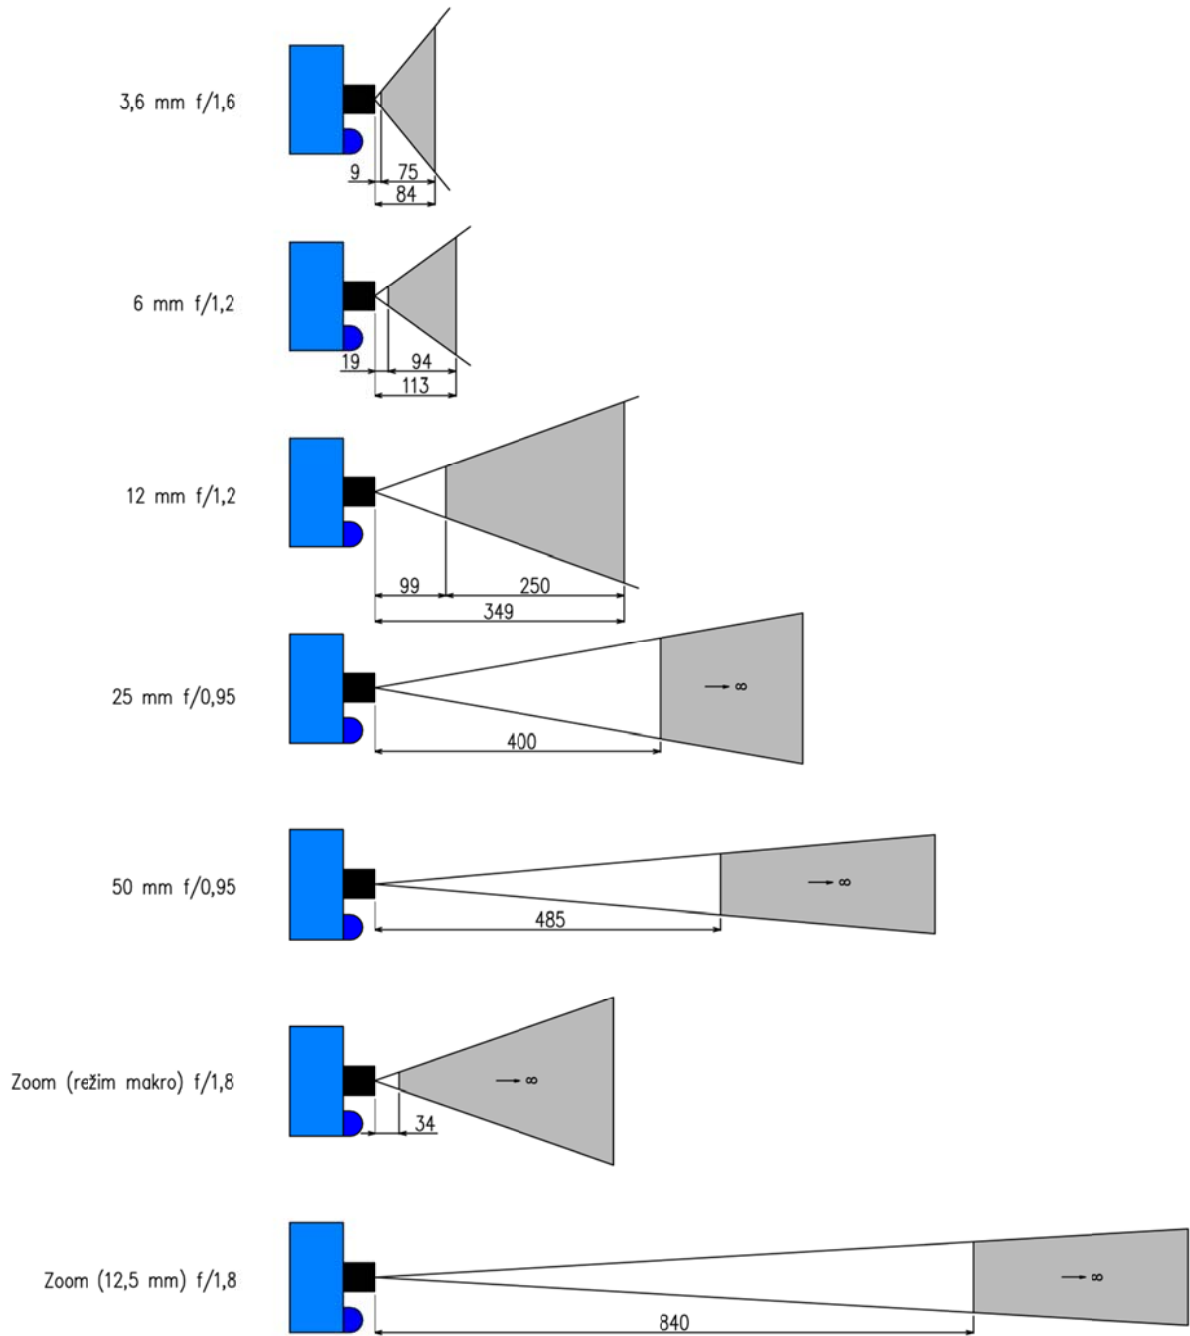 3,6 mm f/1,6
9
75
84
6 mm f/1,2
19
94
113
12 mm f/1,2
99
250
349
25 mm f/0,95
→ ∞
400
50 mm f/0,95
→ ∞
485
Zoom (režim makro) f/1,8
→ ∞
34
Zoom (12,5 mm) f/1,8
→ ∞
840